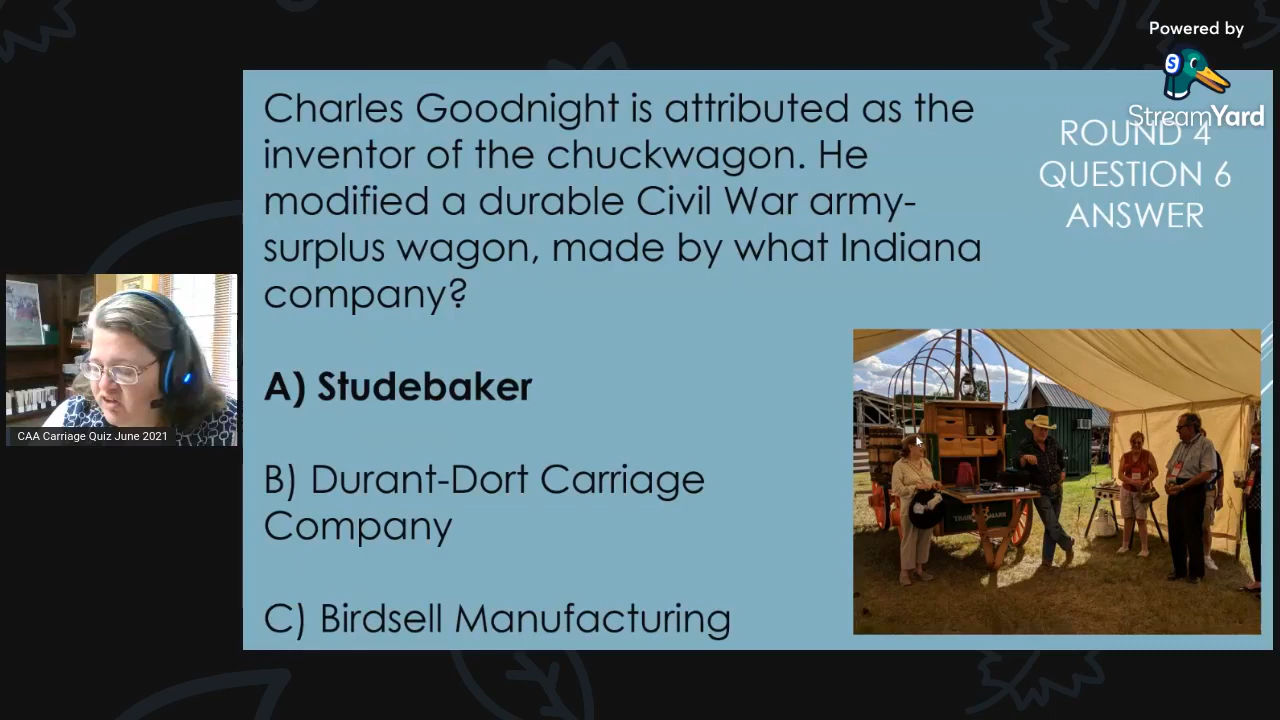 Powered by
StreamYard
Charles Goodnight is attributed as the
inventor of the chuckwagon. He
modified a durable Civil War army-
surplus wagon, made by what Indiana
company?
A) Studebaker
B) Durant-Dort Carriage
Company
C) Birdsell Manufacturing
ROUND 4
QUESTION 6
ANSWER
CAA Carriage Quiz June 2021